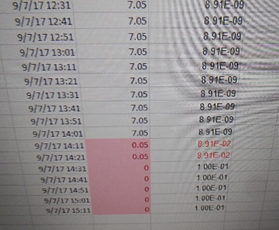 9/7/17 12:31 7.05 8.91E-09
9/7/17 12:41 7.05 8.91E-09
9/7/17 12:51 7.05 8.91E-09
9/7/17 13:01 7.05 8.91E-09
9/7/17 13:11 7.05 8.91E-09
9/7/17 13:21 7.05 8.91E-09
9/7/17 13:31 7.05 8.91E-09
9/7/17 13:41 7.05 8.91E-09
9/7/17 13:51 7.05 8.91E-09
9/7/17 14:01 7.05 8.91E-09
9/7/17 14:11 0.05 8.91E-02
9/7/17 14:21 0.05 8.91E-02
9/7/17 14:31 0 1.00E-01
9/7/17 14:41 0 1.00E-01
9/7/17 14:51 0 1.00E-01
9/7/17 15:01 0 1.00E-01
9/7/17 15:11 0 1.00E-01